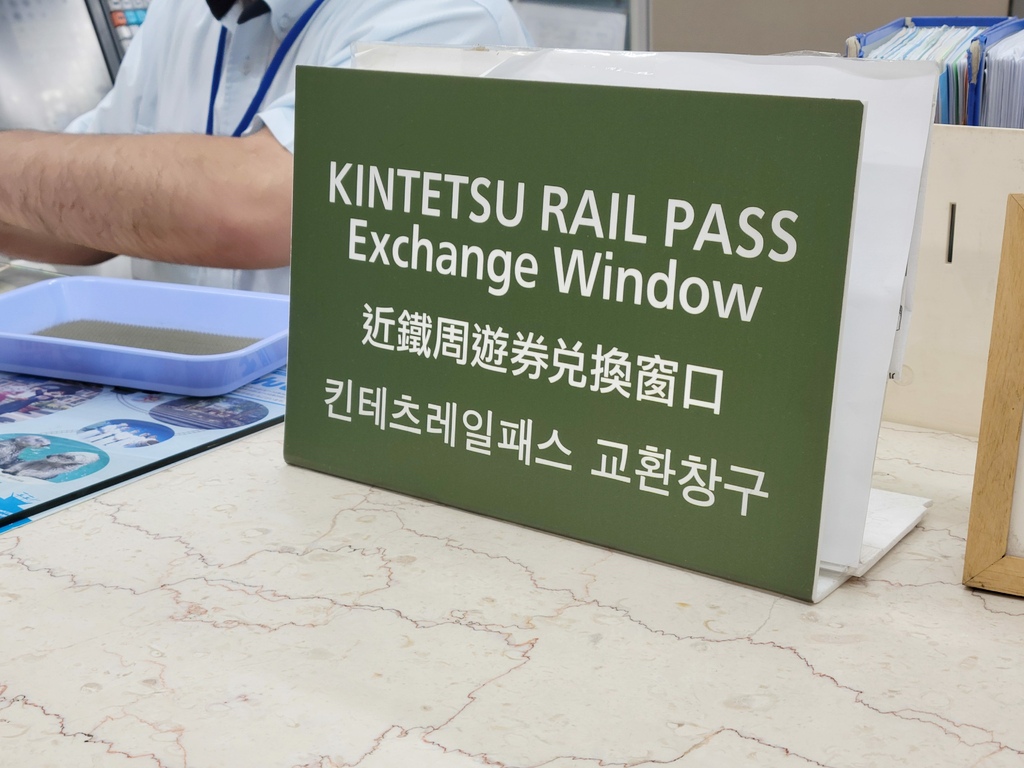 KINTETSU RAIL PASS
Exchange Window
近鐵周遊券兑換窗口
킨테츠레일패스 교환창구